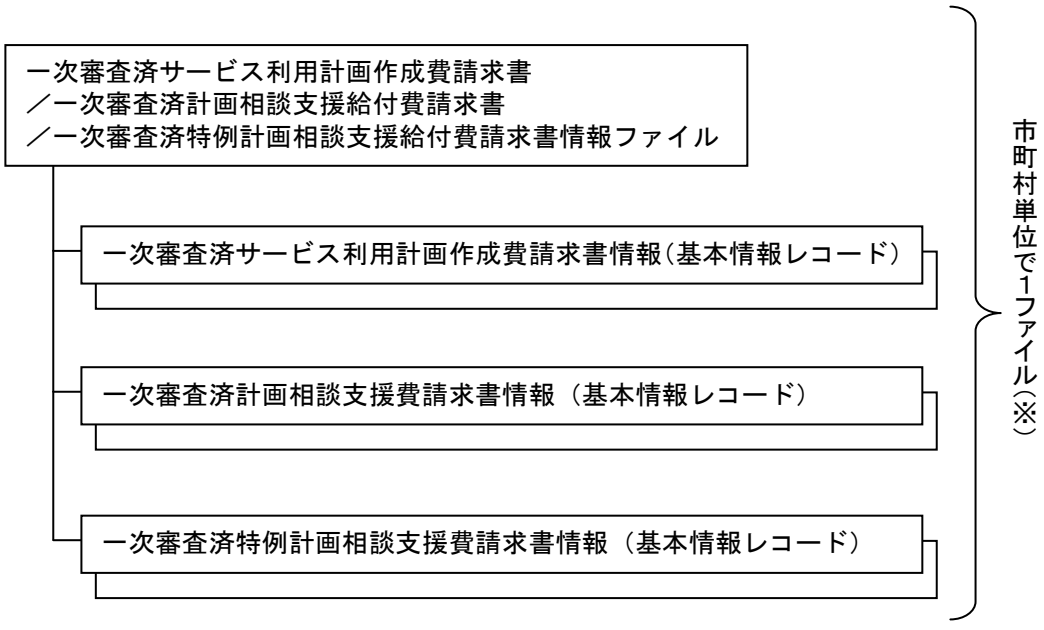 一次審査済サービス利用計画作成費請求書
／一次審査済計画相談支援給付費請求書
／一次審査済特例計画相談支援給付費請求書情報ファイル
一次審査済サービス利用計画作成費請求書情報（基本情報レコード）
一次審査済計画相談支援費請求書情報（基本情報レコード）
一次審査済特例計画相談支援費請求書情報（基本情報レコード）
市町村単位で1ファイル（※）